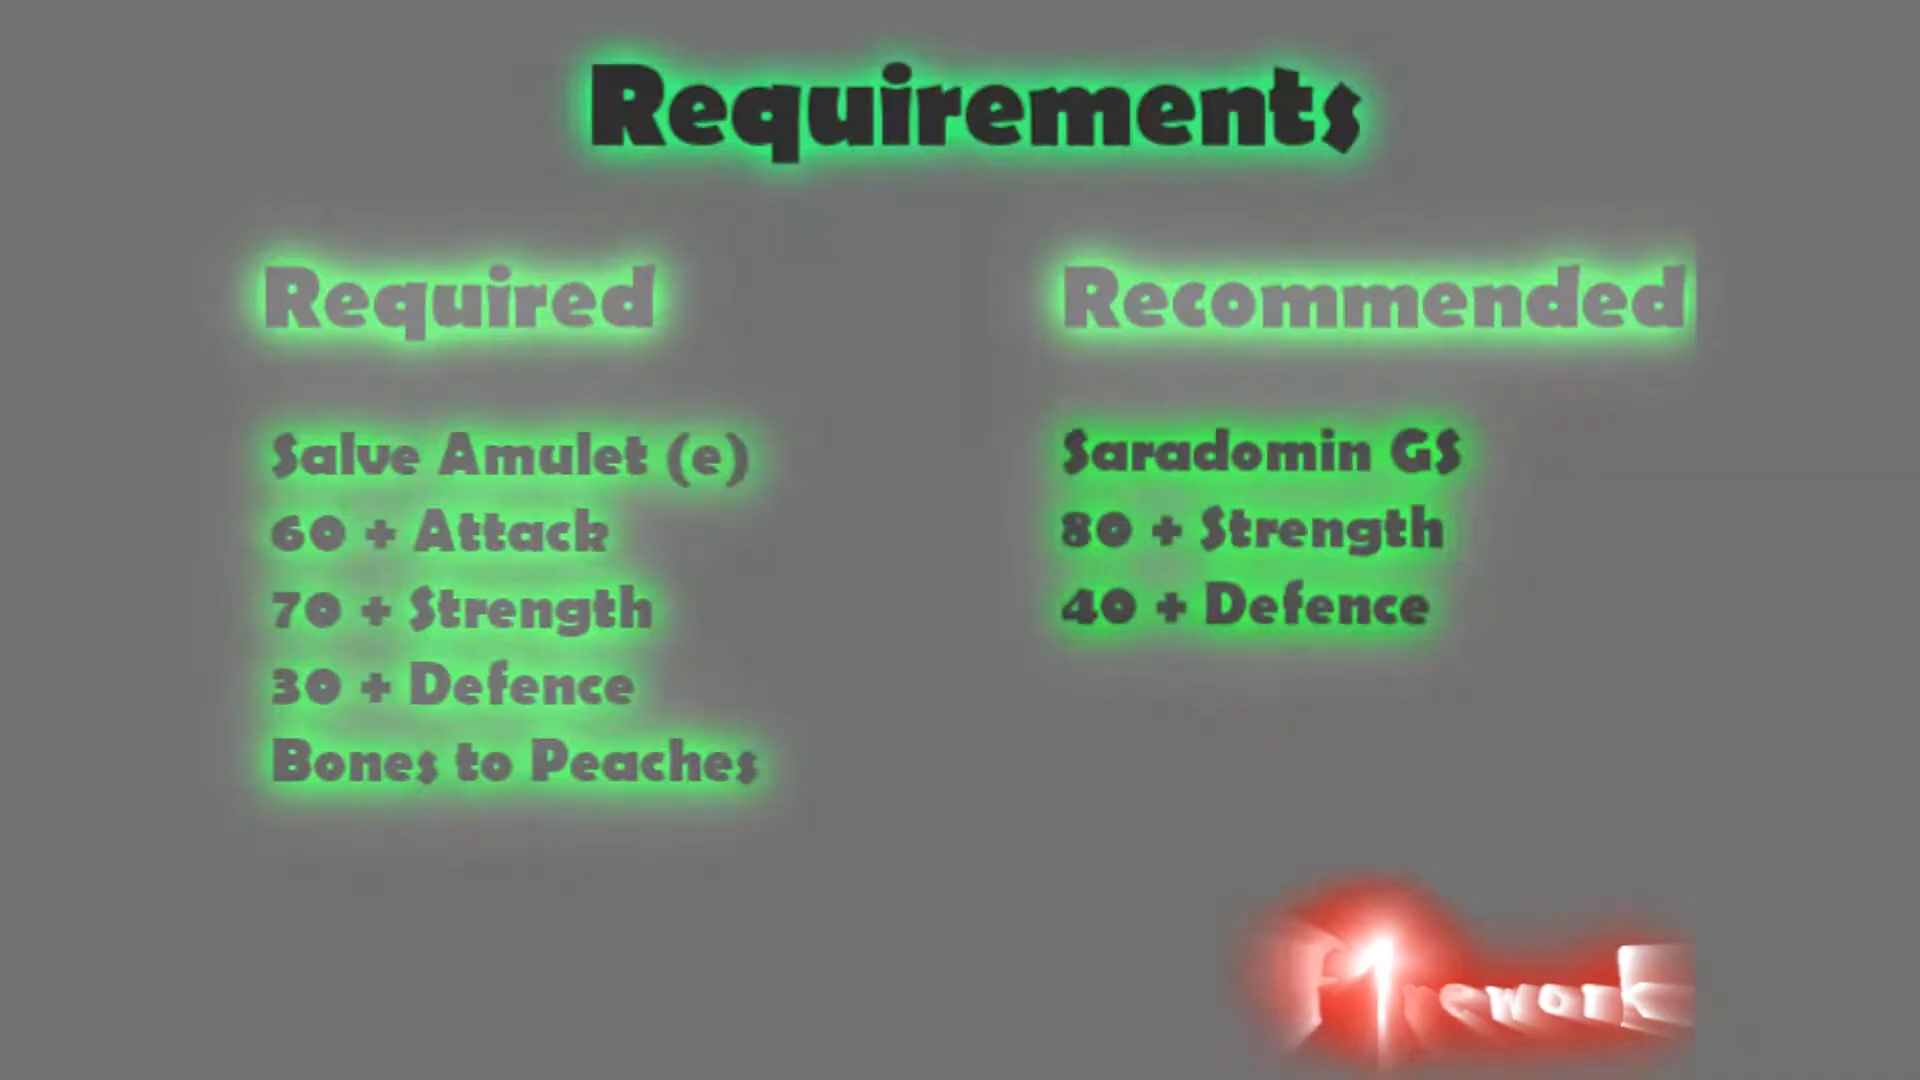 Requirements
Required
Salve Amulet (e)
60 + Attack
70 + Strength
30 + Defence
Bones to Peaches
Recommended
Saradomin GS
80 + Strength
40 + Defence
F1rework